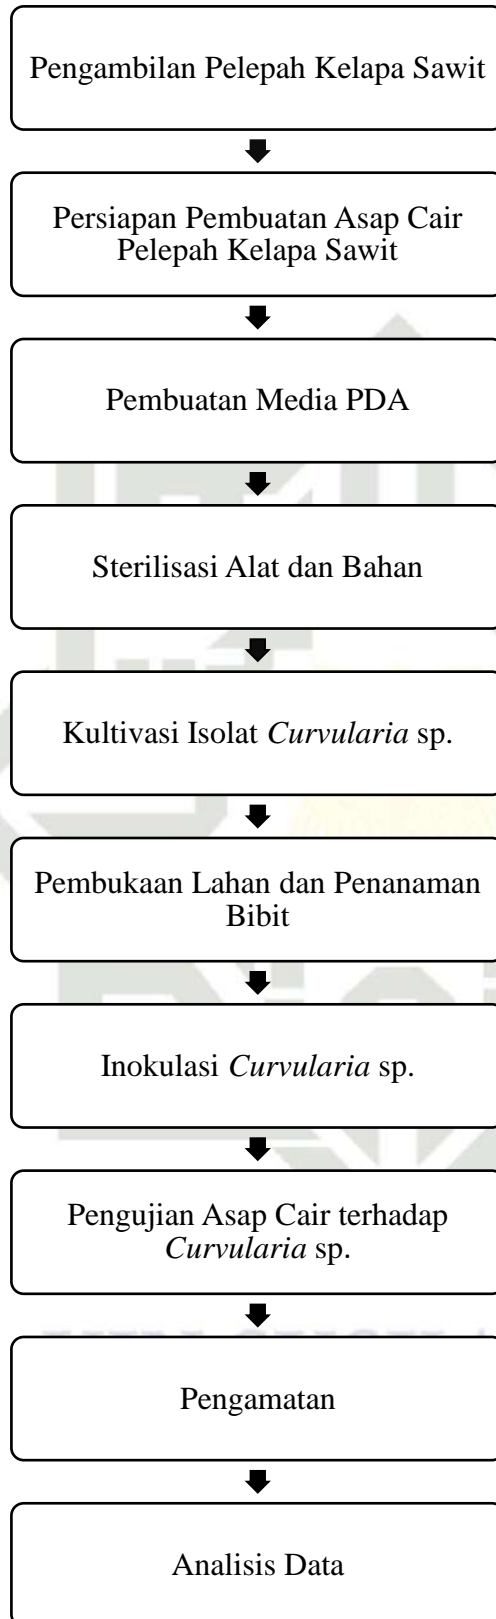 Pengambilan Pelepah Kelapa Sawit
Persiapan Pembuatan Asap Cair
Pelepah Kelapa Sawit
Pembuatan Media PDA
Sterilisasi Alat dan Bahan
Kultivasi Isolat Curvularia sp.
Pembukaan Lahan dan Penanaman
Bibit
Inokulasi Curvularia sp.
Pengujian Asap Cair terhadap
Curvularia sp.
Pengamatan
Analisis Data